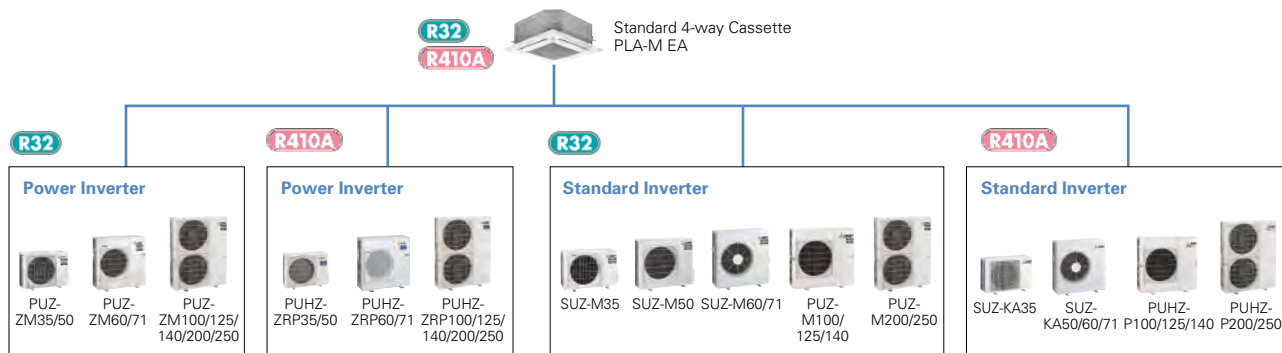 R32
R410A
Standard 4-way Cassette
PLA-M EA
R32
Power Inverter
PUZ-
ZM35/50
PUZ-
ZM60/71
PUZ-
ZM100/125/
140/200/250
R410A
Power Inverter
PUHZ-
ZRP35/50
PUHZ-
ZRP60/71
PUHZ-
ZRP100/125/
140/200/250
R32
Standard Inverter
SUZ-M35
SUZ-M50
SUZ-M60/71
PUZ-
M100/
125/140
PUZ-
M200/250
R410A
Standard Inverter
SUZ-KA35
SUZ-
KA50/60/71
PUHZ-
P100/125/140
PUHZ-
P200/250